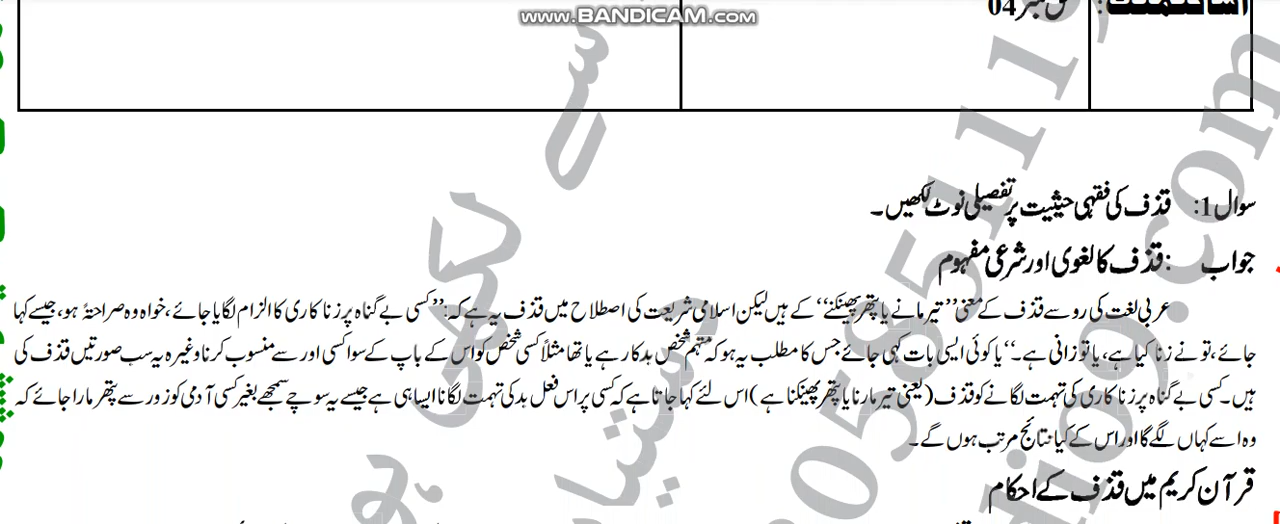 www.BANDICAM.com
نمبر 04
سوال 1: قذف کی فقہی حیثیت پر تفصیلی نوٹ لکھیں۔
جواب : قذف کا لغوی اور شرعی مفہوم
عربی لغت کی رو سے قذف کے معنی ’’تیر مانے یا پتھر پھینکنے‘‘ کے ہیں لیکن اسلامی شریعت کی اصطلاح میں قذف یہ ہے کہ: ’’کسی بے گناہ پر زنا کاری کا الزام لگایا جائے، خواہ وہ صراحتہً ہو، جیسے کہا
جائے، تو نے زنا کیا ہے، یا تو زانی ہے۔‘‘ یا کوئی ایسی بات کہی جائے جس کا مطلب یہ ہو کہ متہم شخص بدکار ہے یا تھا مثلاً کسی شخص کو اس کے باپ کے سوا کسی اور سے منسوب کرنا وغیرہ یہ سب صورتیں قذف کی
ہیں۔ کسی بے گناہ پر زنا کاری کی تہمت لگانے کو قذف (یعنی تیر مارنا یا پتھر پھینکنا ہے) اس لئے کہا جاتا ہے کہ کسی پر اس فعل بد کی تہمت لگانا ایسا ہی ہے جیسے یہ سوچے سمجھے بغیر کسی آدمی کو زور سے پتھر مارا جائے کہ
وہ اسے کہاں لگے گا اور اس کے کیا نتائج مرتب ہوں گے۔
قرآن کریم میں قذف کے احکام